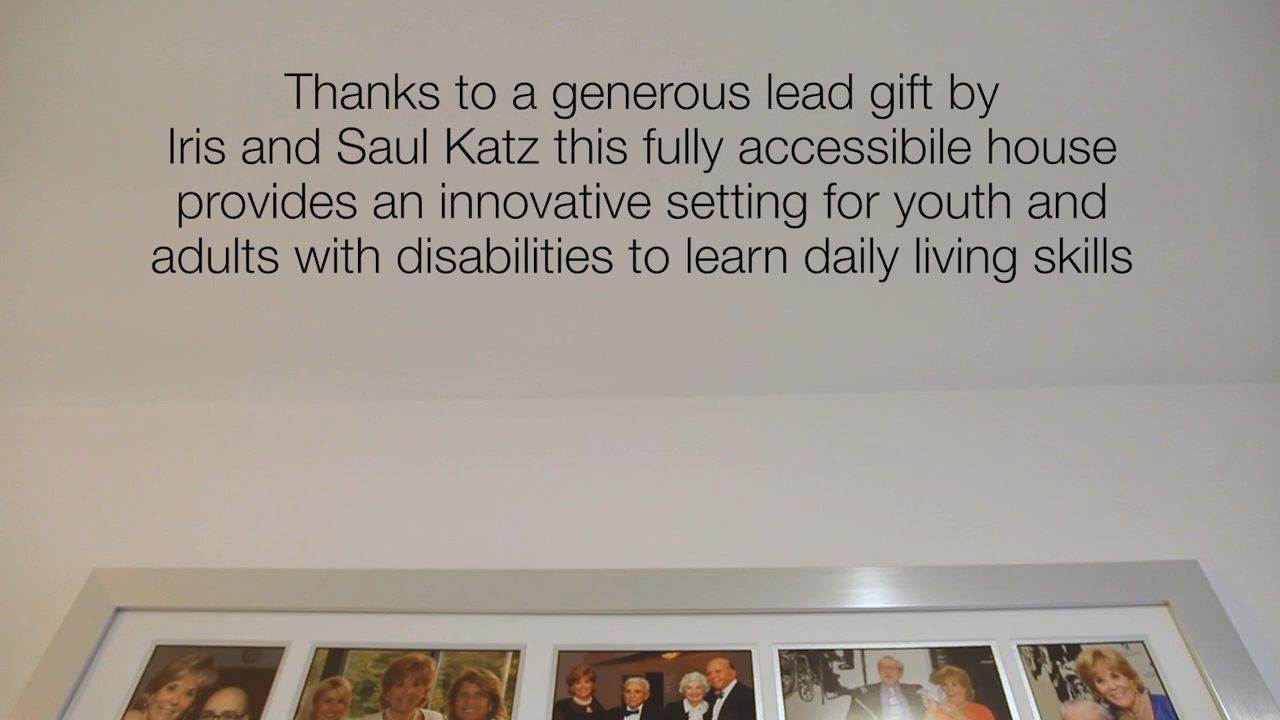 Thanks to a generous lead gift by
Iris and Saul Katz this fully accessibile house
provides an innovative setting for youth and
adults with disabilities to learn daily living skills